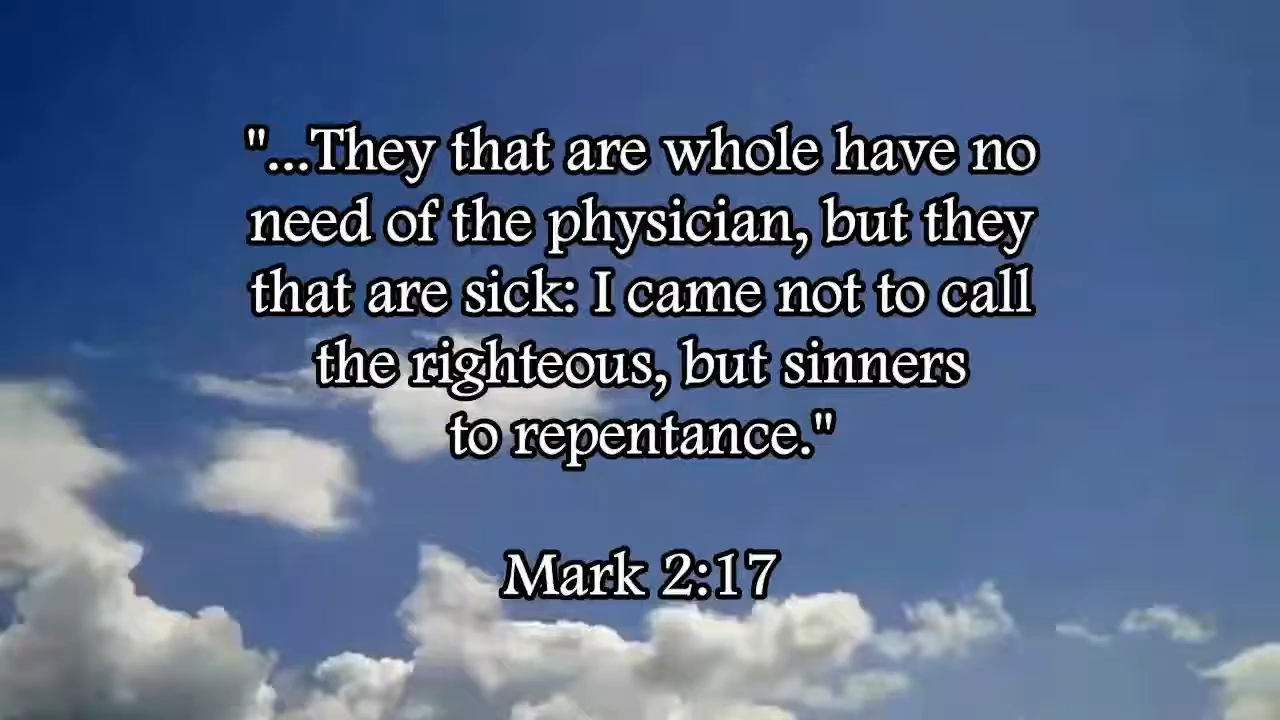 "...They that are whole have no
need of the physician, but they
that are sick: I came not to call
the righteous, but sinners
to repentance."
Mark 2:17